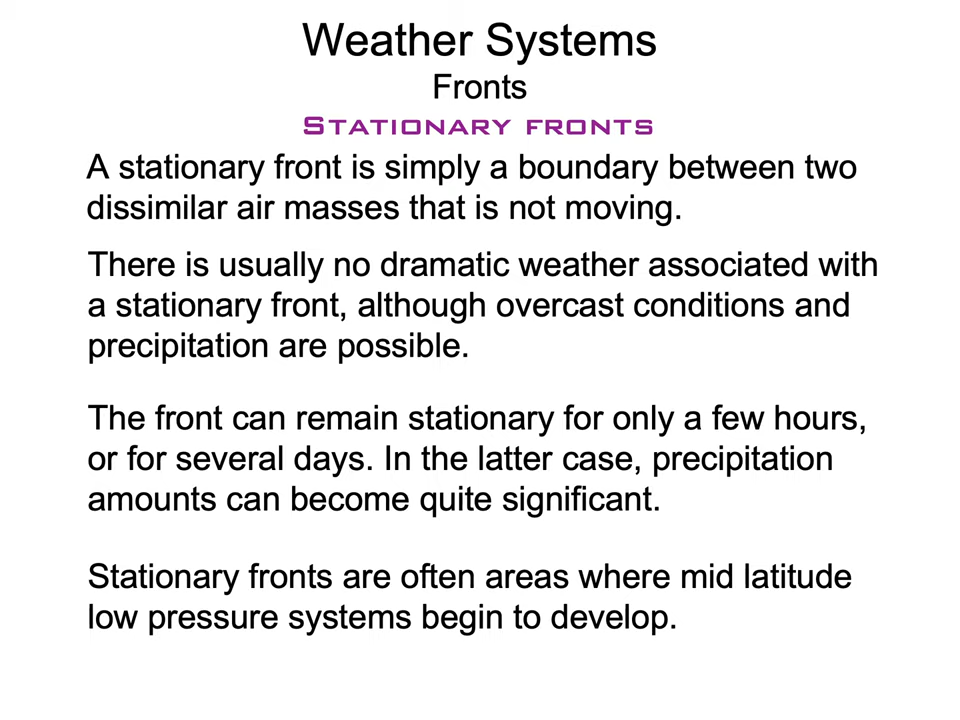 Weather Systems
Fronts
STATIONARY FRONTS
A stationary front is simply a boundary between two
dissimilar air masses that is not moving.
There is usually no dramatic weather associated with
a stationary front, although overcast conditions and
precipitation are possible.
The front can remain stationary for only a few hours,
or for several days. In the latter case, precipitation
amounts can become quite significant.
Stationary fronts are often areas where mid latitude
low pressure systems begin to develop.